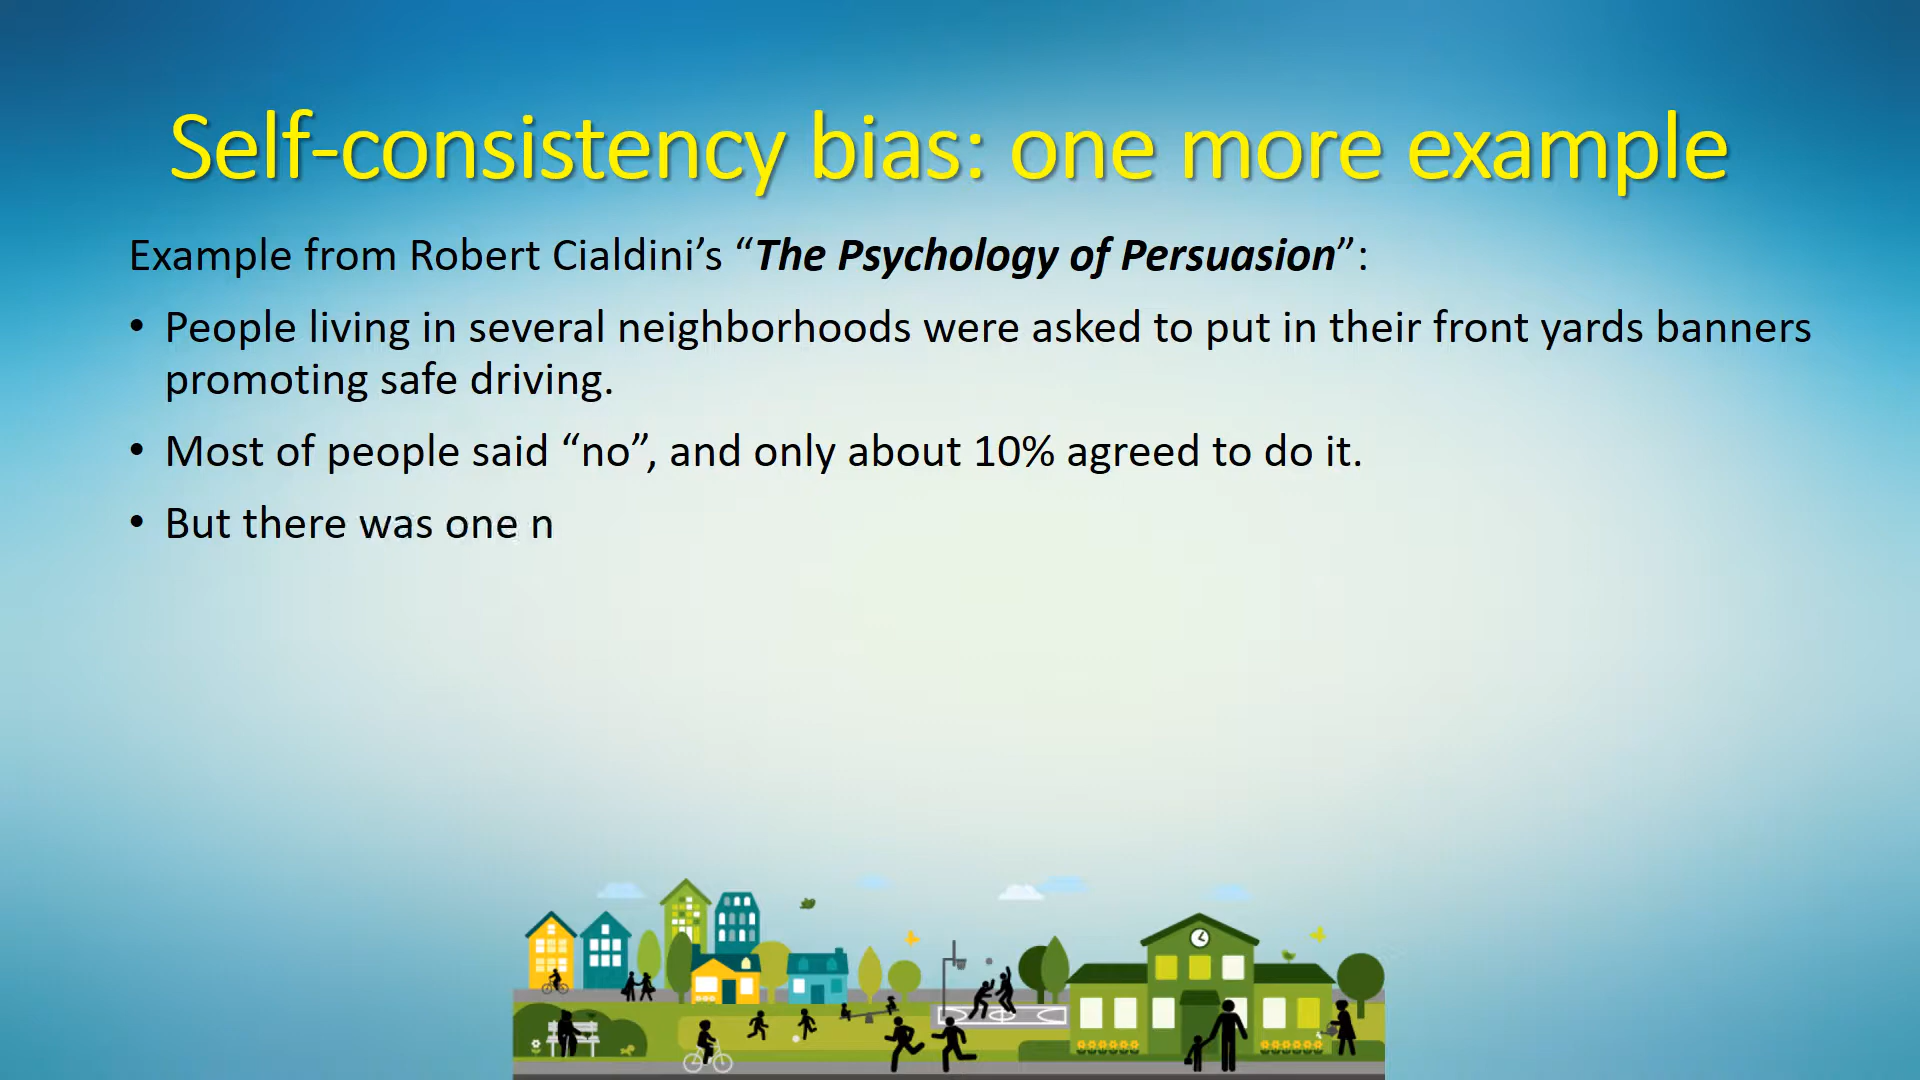 Self-consistency bias: one more example
Example from Robert Cialdini’s “The Psychology of Persuasion”:
• People living in several neighborhoods were asked to put in their front yards banners
promoting safe driving.
• Most of people said “no”, and only about 10% agreed to do it.
• But there was one n